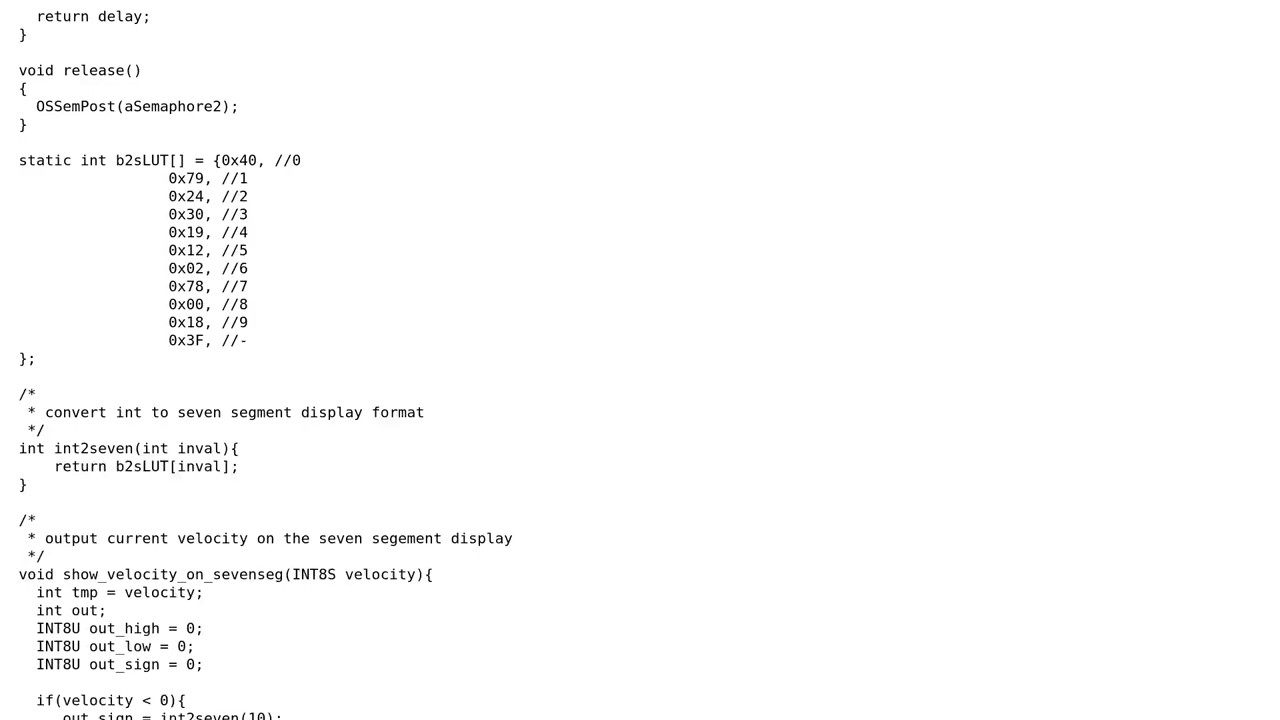 return delay;
}

void release()
{
  OSSemPost(aSemaphore2);
}

static int b2sLUT[] = {0x40, //0
                 0x79, //1
                 0x24, //2
                 0x30, //3
                 0x19, //4
                 0x12, //5
                 0x02, //6
                 0x78, //7
                 0x00, //8
                 0x18, //9
                 0x3F, //-
};

/*
 * convert int to seven segment display format
 */
int int2seven(int inval){
    return b2sLUT[inval];
}

/*
 * output current velocity on the seven segement display
 */
void show_velocity_on_sevenseg(INT8S velocity){
  int tmp = velocity;
  int out;
  INT8U out_high = 0;
  INT8U out_low = 0;
  INT8U out_sign = 0;

  if(velocity < 0){
     out_sign = int2seven(10);